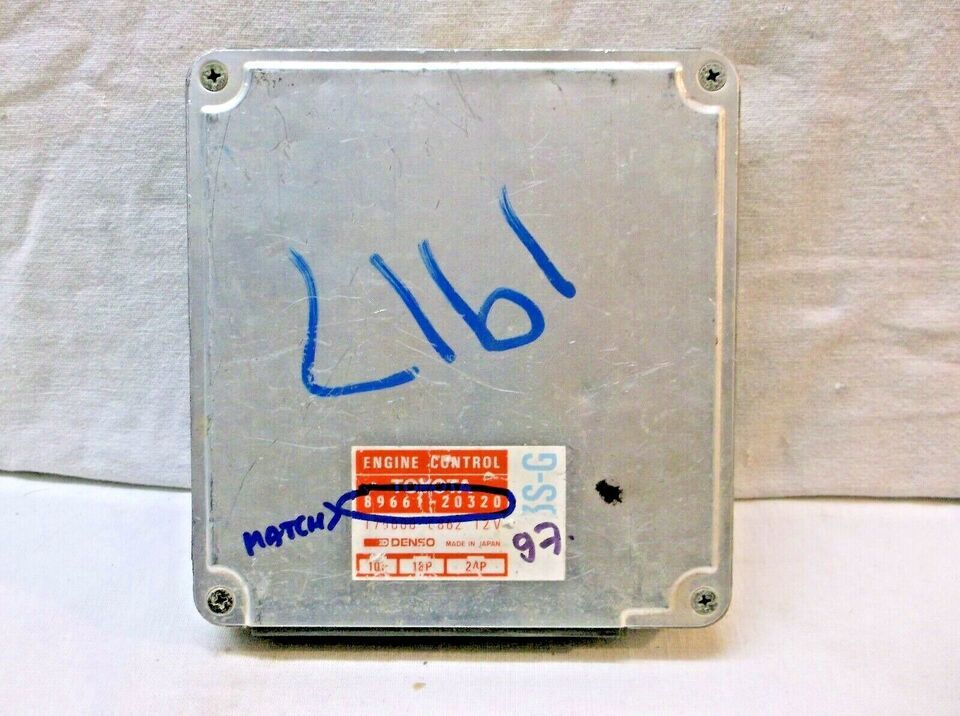 L161
ENGINE CONTROL
TOYOTA
3S-G
MATCH
89661-20320
12V
DENSO MADE IN JAPAN
97.
18P 24P